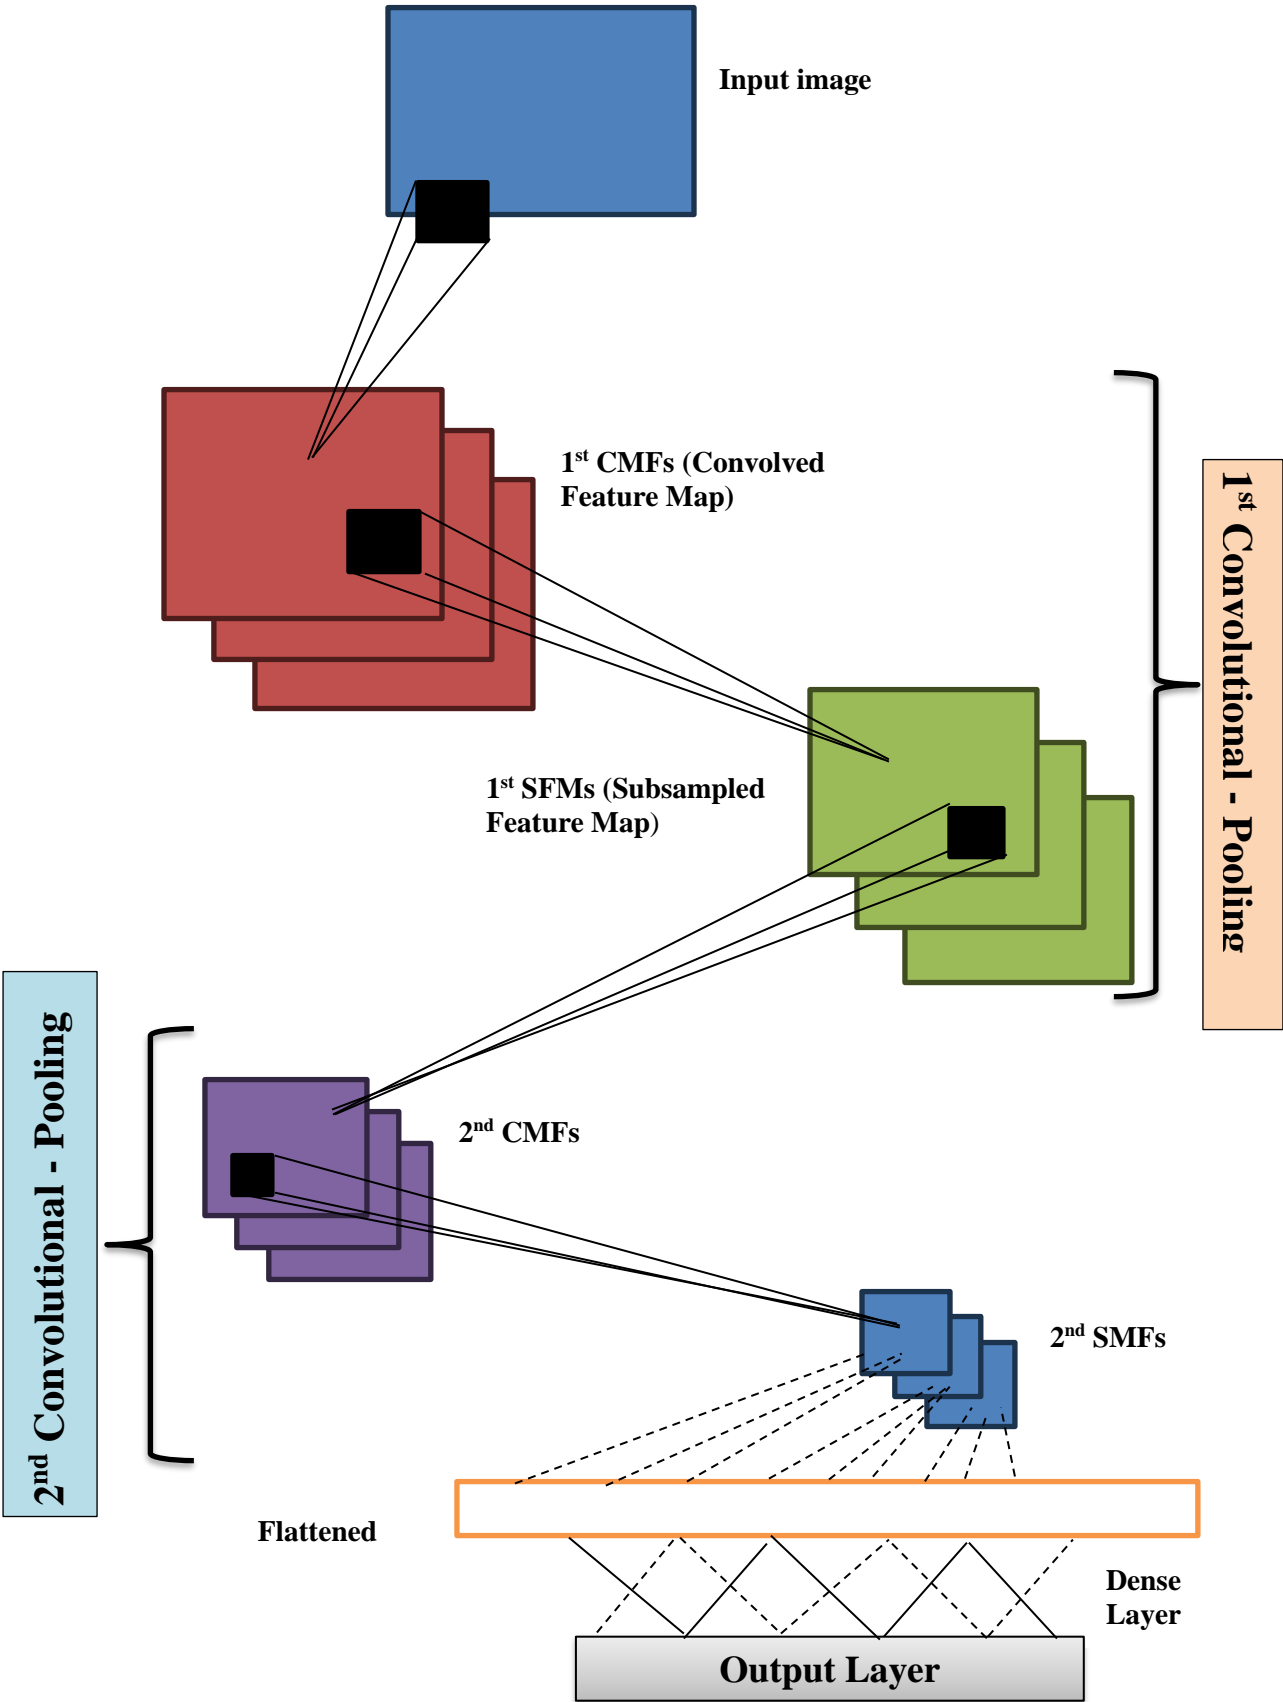 Input image
1st CMFs (Convolved
Feature Map)
1st Convolutional - Pooling
1st SFMs (Subsampled
Feature Map)
2nd Convolutional - Pooling
2nd CMFs
2nd SMFs
Flattened
Dense
Layer
Output Layer